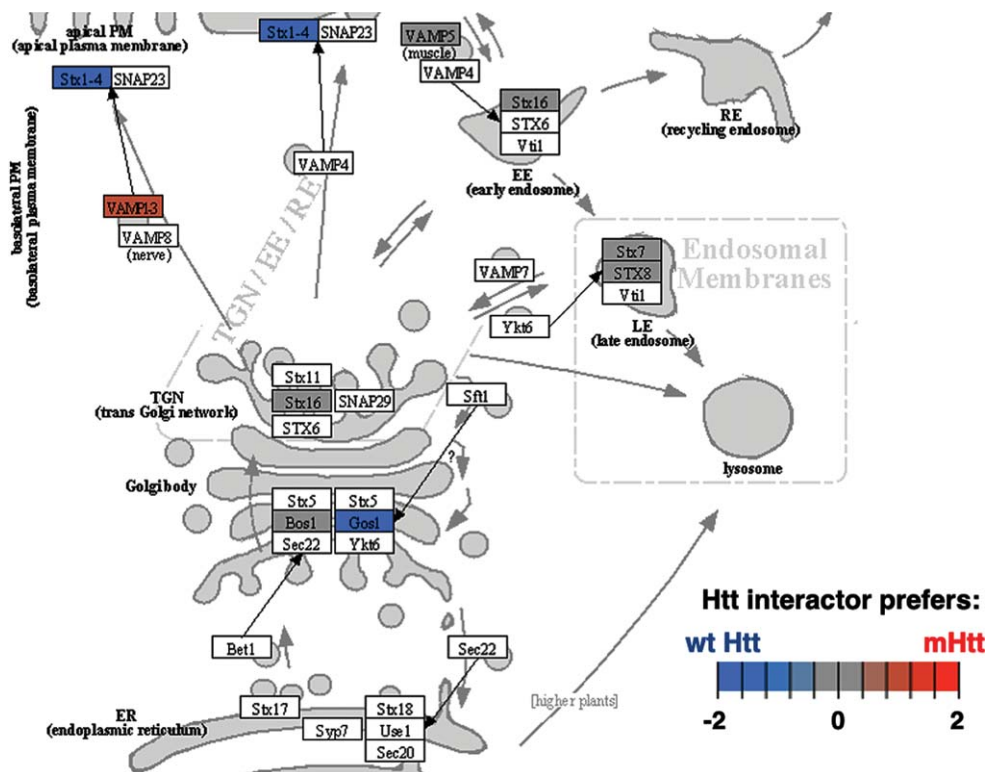 apical PM
(apical plasma membrane)
Stx1-4 SNAP23
Stx1-4 SNAP23
VAMP5
(muscle)
VAMP4
Stx16
STX6
Vti1
EE
(early endosome)
RE
(recycling endosome)
basolateral PM
(basolateral plasma membrane)
VAMP1-3
VAMP8
(nerve)
VAMP4
TGN / EE / RE
VAMP7
Ykt6
Endosomal
Membranes
Stx7
STX8
Vti1
LE
(late endosome)
lysosome
TGN
(trans Golgi network)
Stx11
Stx16 SNAP29
STX6
Sft1
?
Golgi body
Stx5 Stx5
Bos1 Gos1
Sec22 Ykt6
Bet1
Sec22
ER
(endoplasmic reticulum)
Stx17
Syp7
Stx18
Use1
Sec20
[higher plants]
Htt interactor prefers:
wt Htt mHtt
-2 0 2